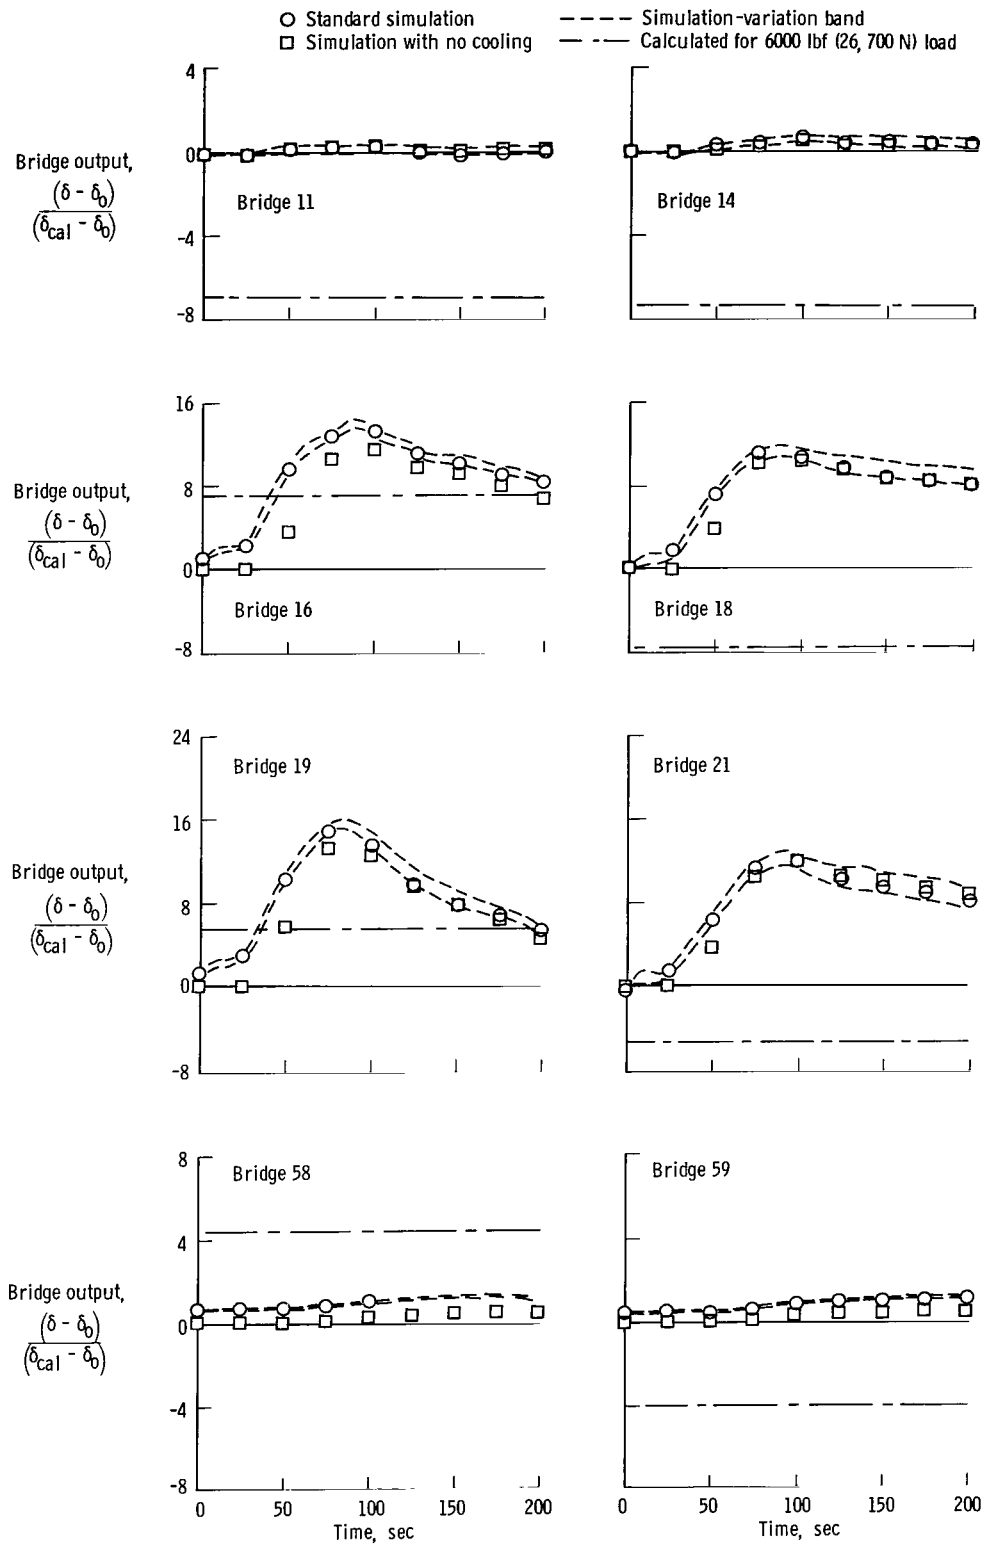 Standard simulation
Simulation with no cooling
Simulation-variation band
Calculated for 6000 lbf (26,700 N) load
4
0
-4
-8
Bridge output,
(δ - δ0)
(δcal - δ0)
Bridge 11
Bridge 14
16
8
0
-8
Bridge output,
(δ - δ0)
(δcal - δ0)
Bridge 16
Bridge 18
24
16
8
0
-8
Bridge output,
(δ - δ0)
(δcal - δ0)
Bridge 19
Bridge 21
8
4
0
-4
-8
Bridge output,
(δ - δ0)
(δcal - δ0)
Bridge 58
Bridge 59
0 50 100 150 200
Time, sec
0 50 100 150 200
Time, sec